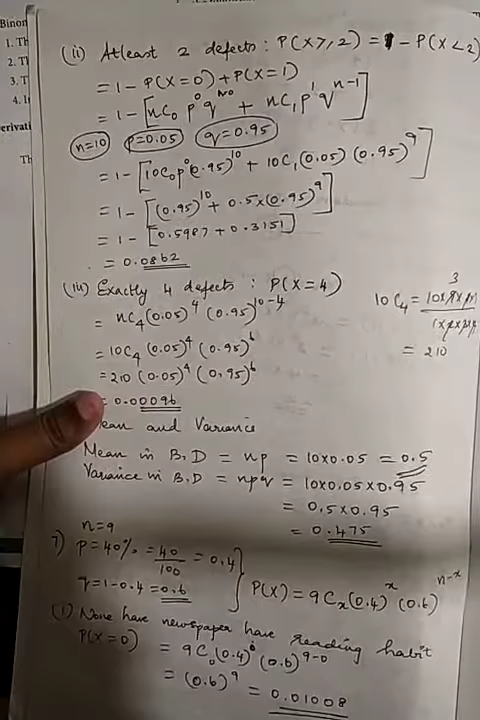 Binom
1. Th
2. Th
3. T
4. I
erivati
Th
(ii) Atleast 2 defects : P(X>,2) = 1 - P(X<2)
= 1 - P(X=0) + P(X=1)
= 1 - [nC₀ p⁰ qⁿ⁻⁰ + nC₁ p¹ qⁿ⁻¹]
n=10 p=0.05 q=0.95
= 1 - [10C₀ p⁰ (0.95)¹⁰ + 10C₁ (0.05) (0.95)⁹]
= 1 - [(0.95)¹⁰ + 0.5×(0.95)⁹]
= 1 - [0.5987 + 0.3151]
= 0.0862
(iii) Exactly 4 defects : P(X=4)
= nC₄ (0.05)⁴ (0.95)¹⁰⁻⁴
= 10C₄ (0.05)⁴ (0.95)⁶
= 210 (0.05)⁴ (0.95)⁶
= 0.00096
3
10C₄ =
= 210
ean and Variance
Mean in B.D = np = 10×0.05 = 0.5
Variance in B.D = npq = 10×0.05×0.95
= 0.5 × 0.95
= 0.475
n=9
7) p=40% = 40/100 = 0.4
q=1-0.4=0.6
} P(X) = 9Cₓ(0.4)ˣ (0.6)ⁿ⁻ˣ
(i) None have newspaper have reading habit
P(X=0) = 9C₀(0.4)⁰ (0.6)⁹⁻⁰
= (0.6)⁹ = 0.01008